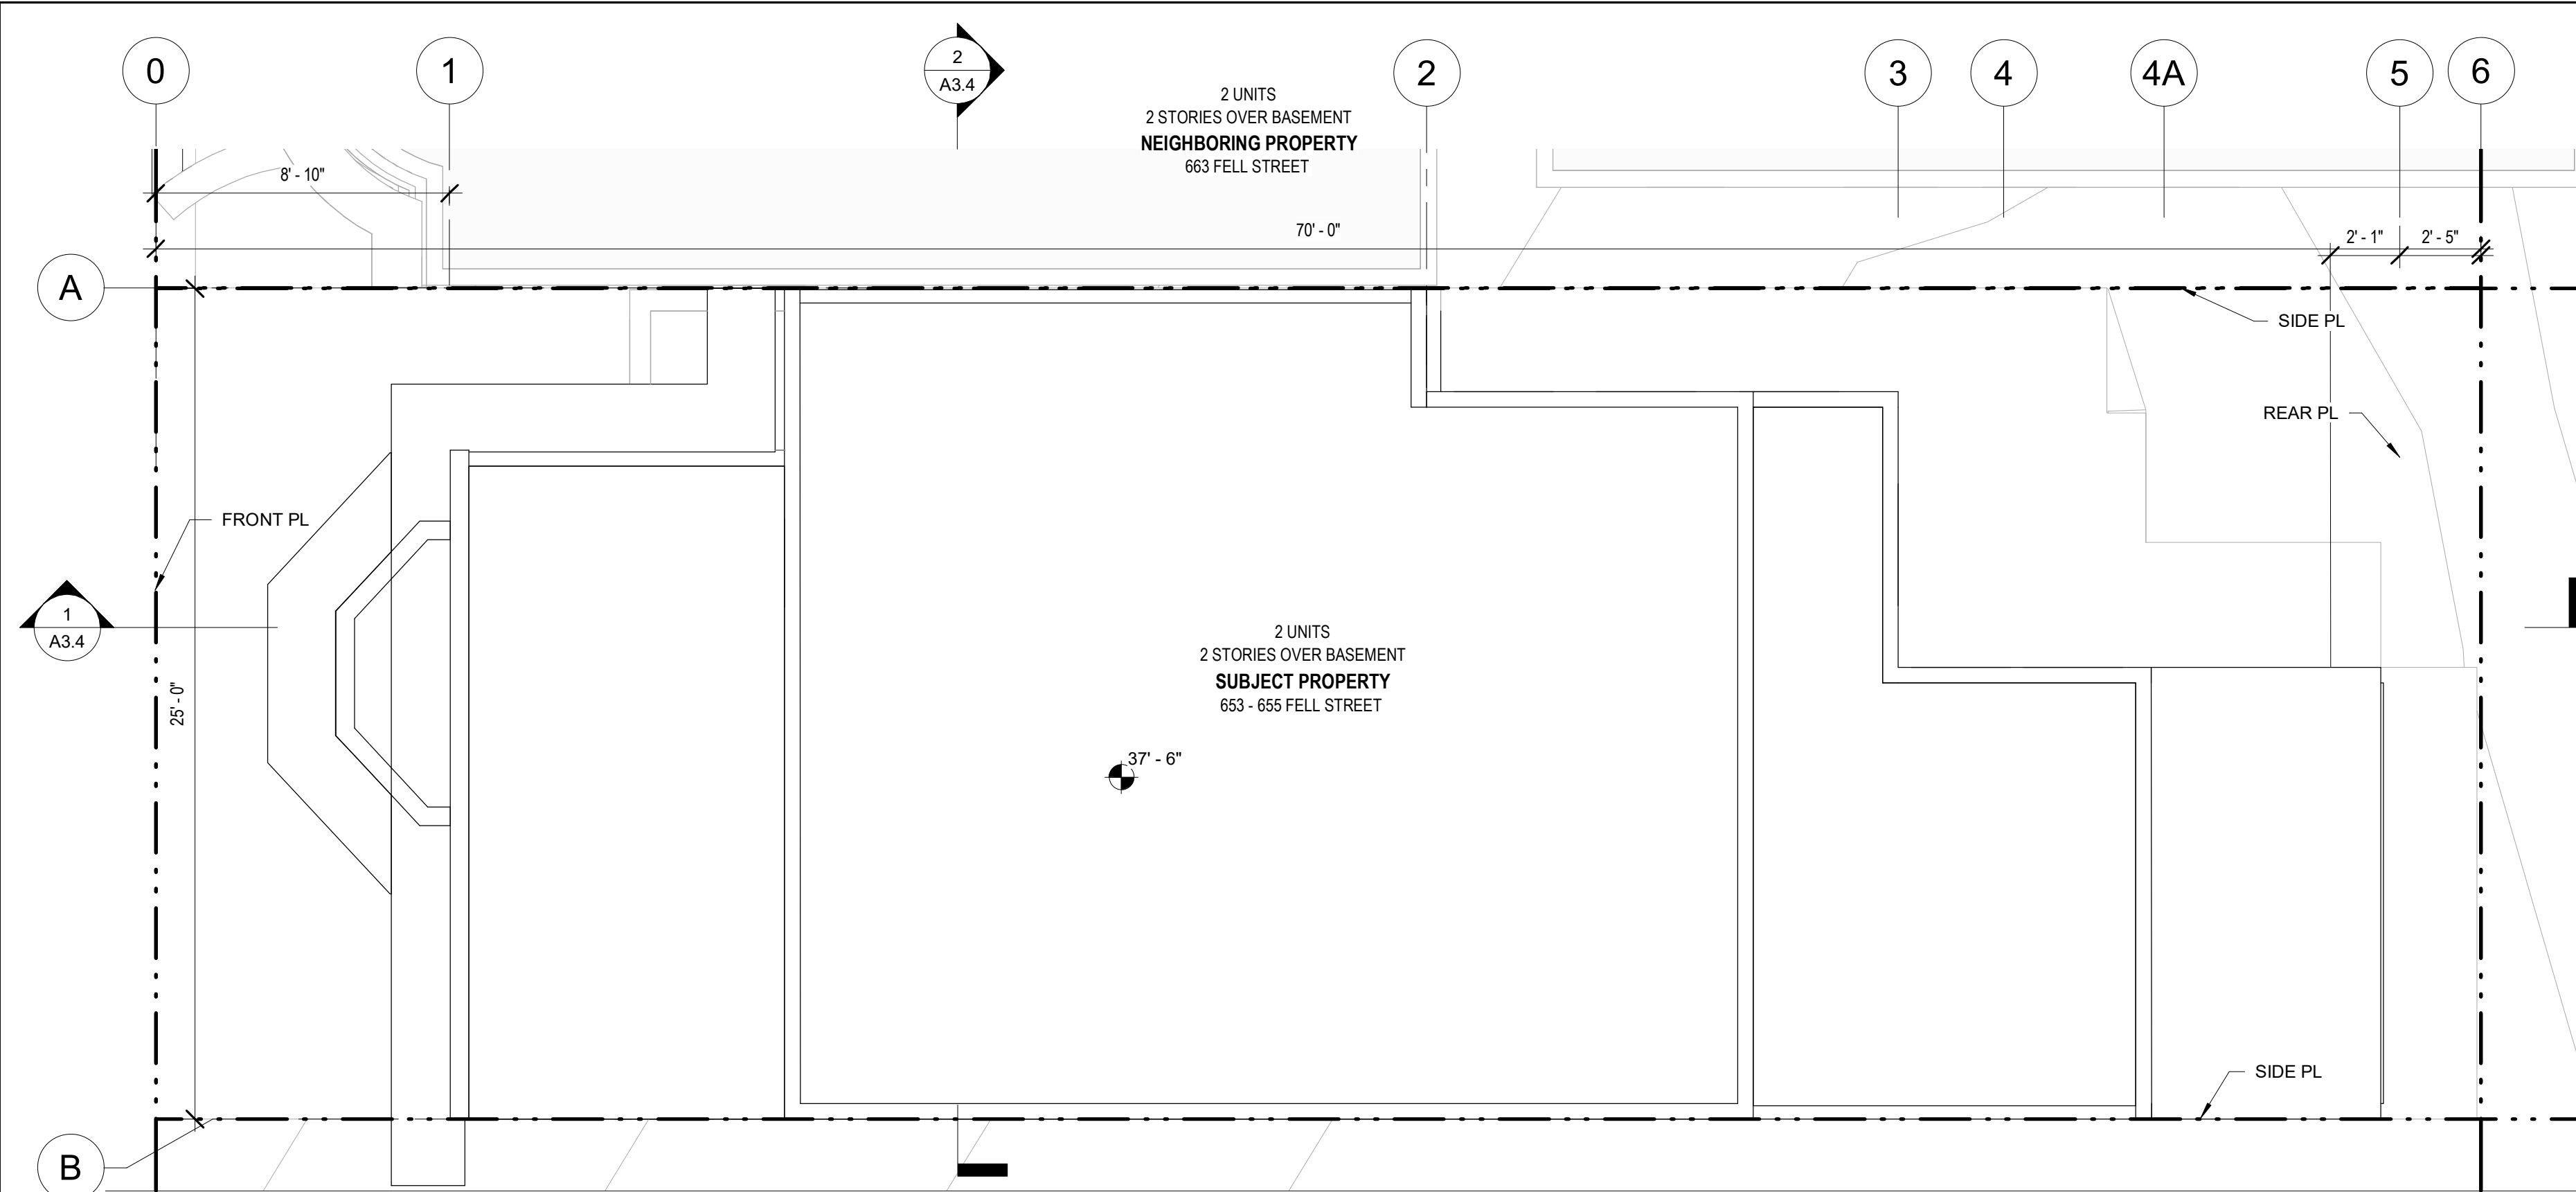 0
1
2
A3.4
2
3
4
4A
5
6
2 UNITS
2 STORIES OVER BASEMENT
NEIGHBORING PROPERTY
663 FELL STREET
8' - 10"
70' - 0"
2' - 1"
2' - 5"
A
SIDE PL
REAR PL
FRONT PL
1
A3.4
25' - 0"
2 UNITS
2 STORIES OVER BASEMENT
SUBJECT PROPERTY
653 - 655 FELL STREET
37' - 6"
SIDE PL
B